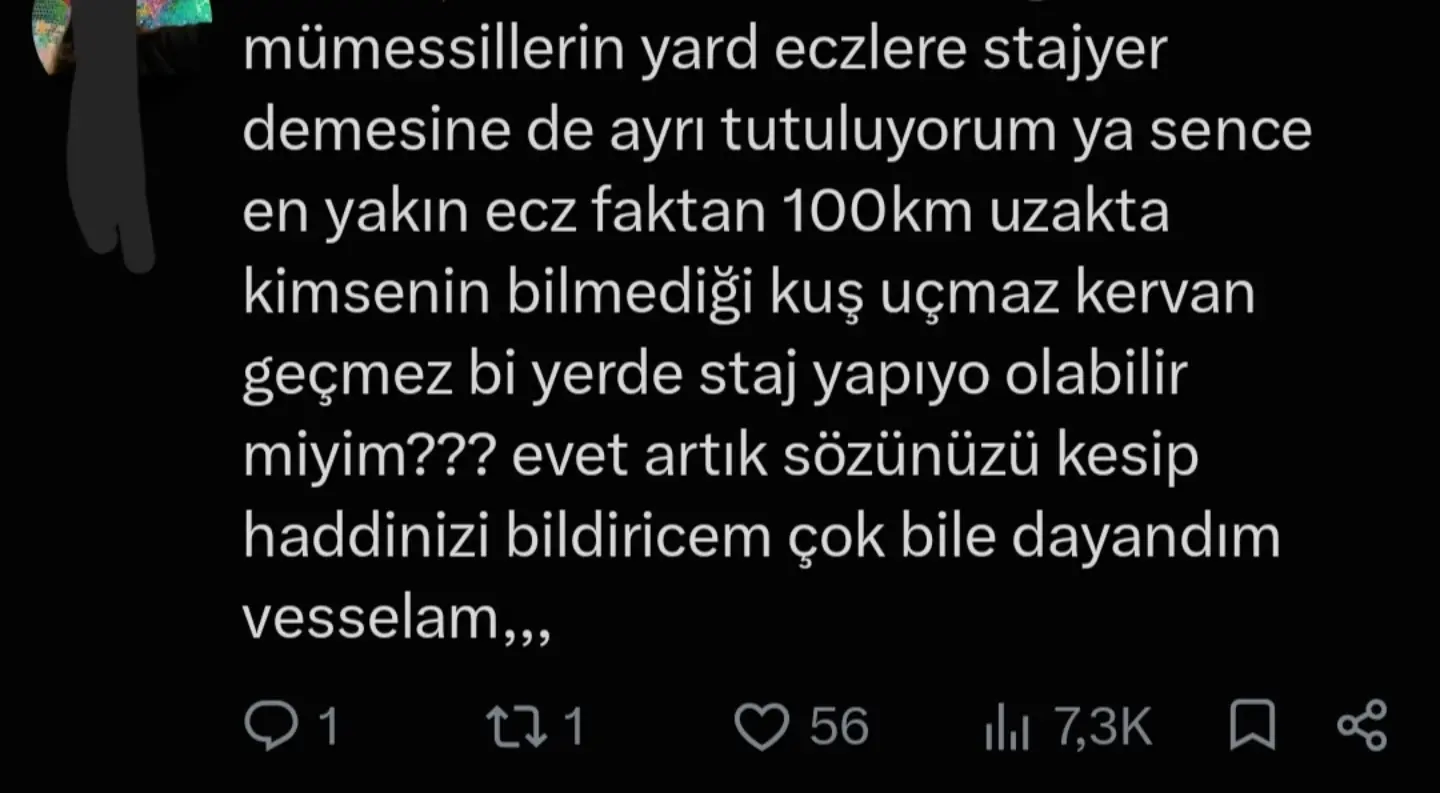 mümessillerin yard eczlere stajyer
demesine de ayrı tutuluyorum ya sence
en yakın ecz faktan 100km uzakta
kimsenin bilmediği kuş uçmaz kervan
geçmez bi yerde staj yapıyo olabilir
miyim??? evet artık sözünüzü kesip
haddinizi bildiricem çok bile dayandım
vesselam,,,
1 1 56 7,3K